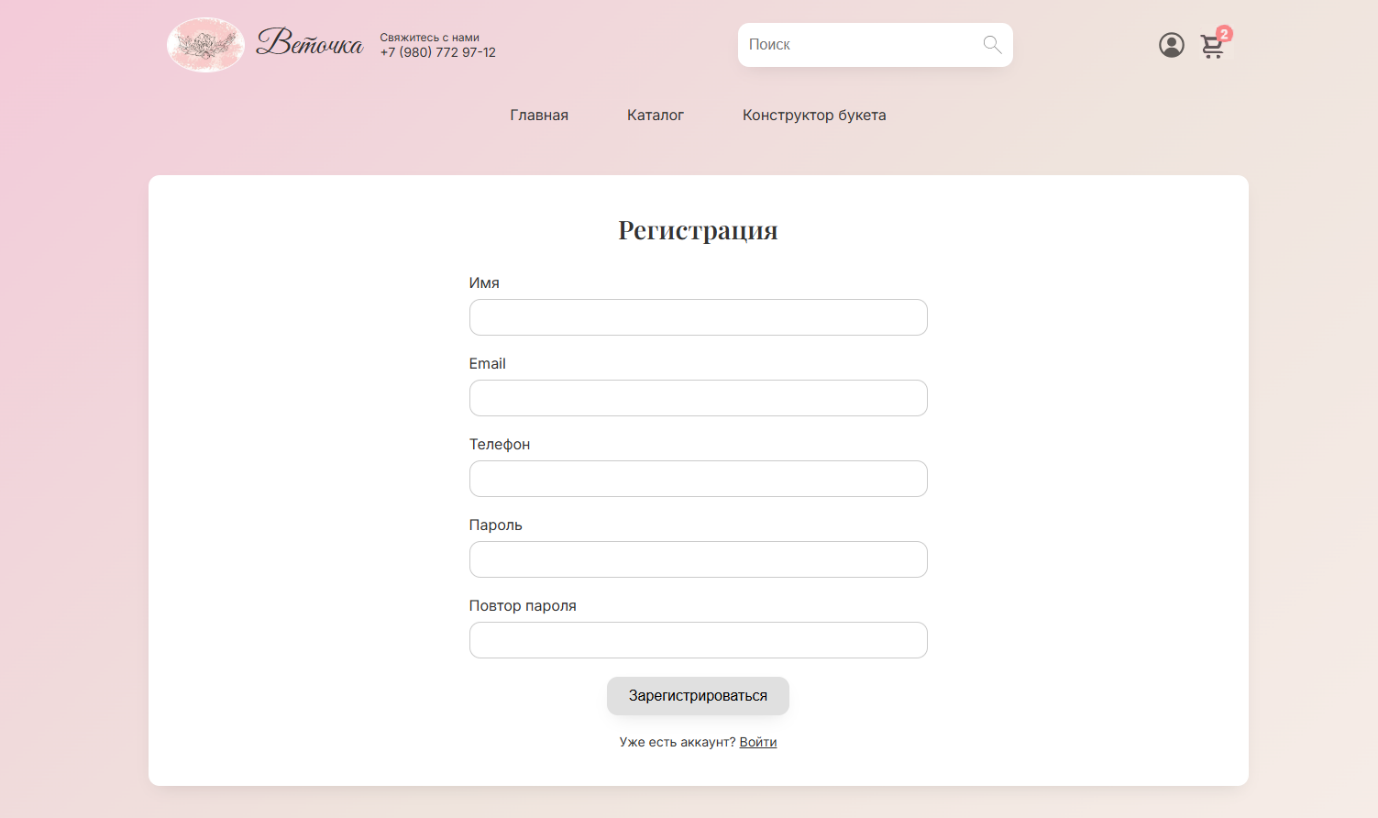 Веточка
Свяжитесь с нами
+7 (980) 772 97-12
Поиск
2
Главная
Каталог
Конструктор букета
Регистрация
Имя
Email
Телефон
Пароль
Повтор пароля
Зарегистрироваться
Уже есть аккаунт? Войти